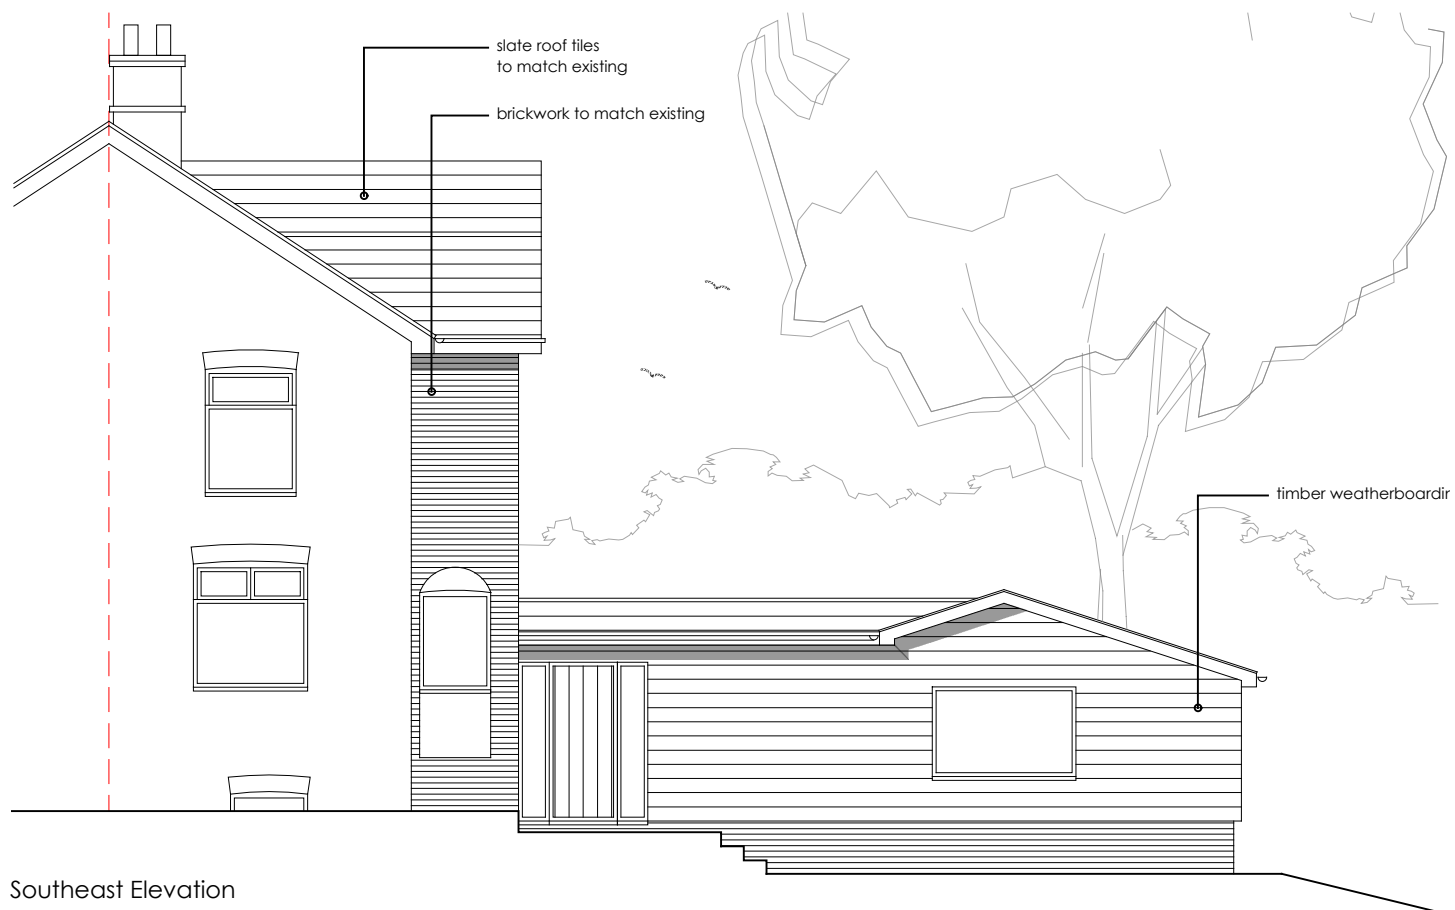 slate roof tiles
to match existing
brickwork to match existing
timber weatherboardin
Southeast Elevation